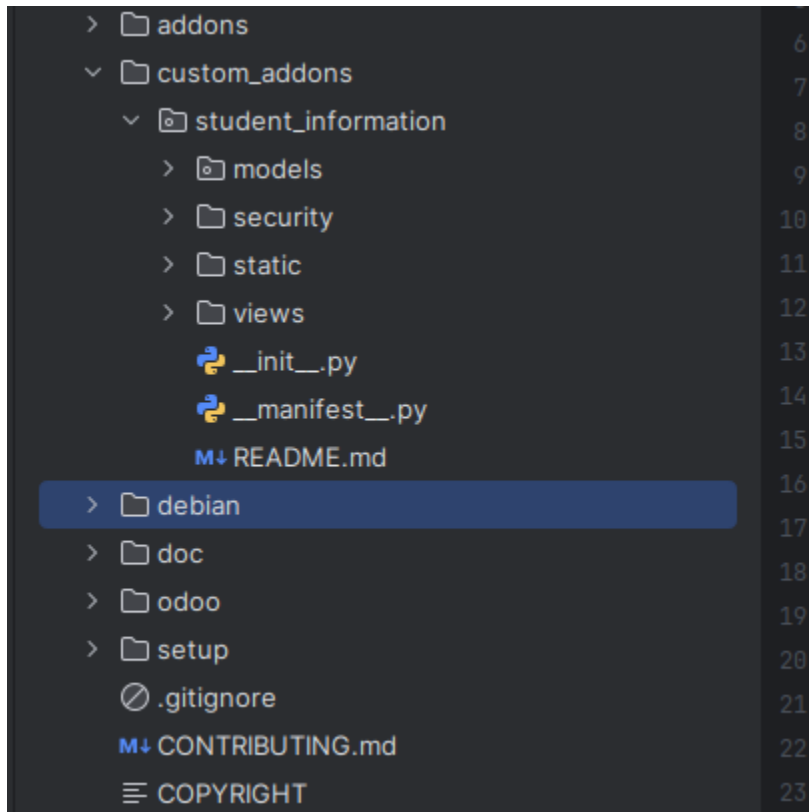 addons
6
custom_addons
7
student_information
8
models
9
security
10
static
11
views
12
__init__.py
13
__manifest__.py
14
M↓ README.md
15
debian
16
17
doc
18
odoo
19
setup
20
.gitignore
21
M↓ CONTRIBUTING.md
22
COPYRIGHT
23